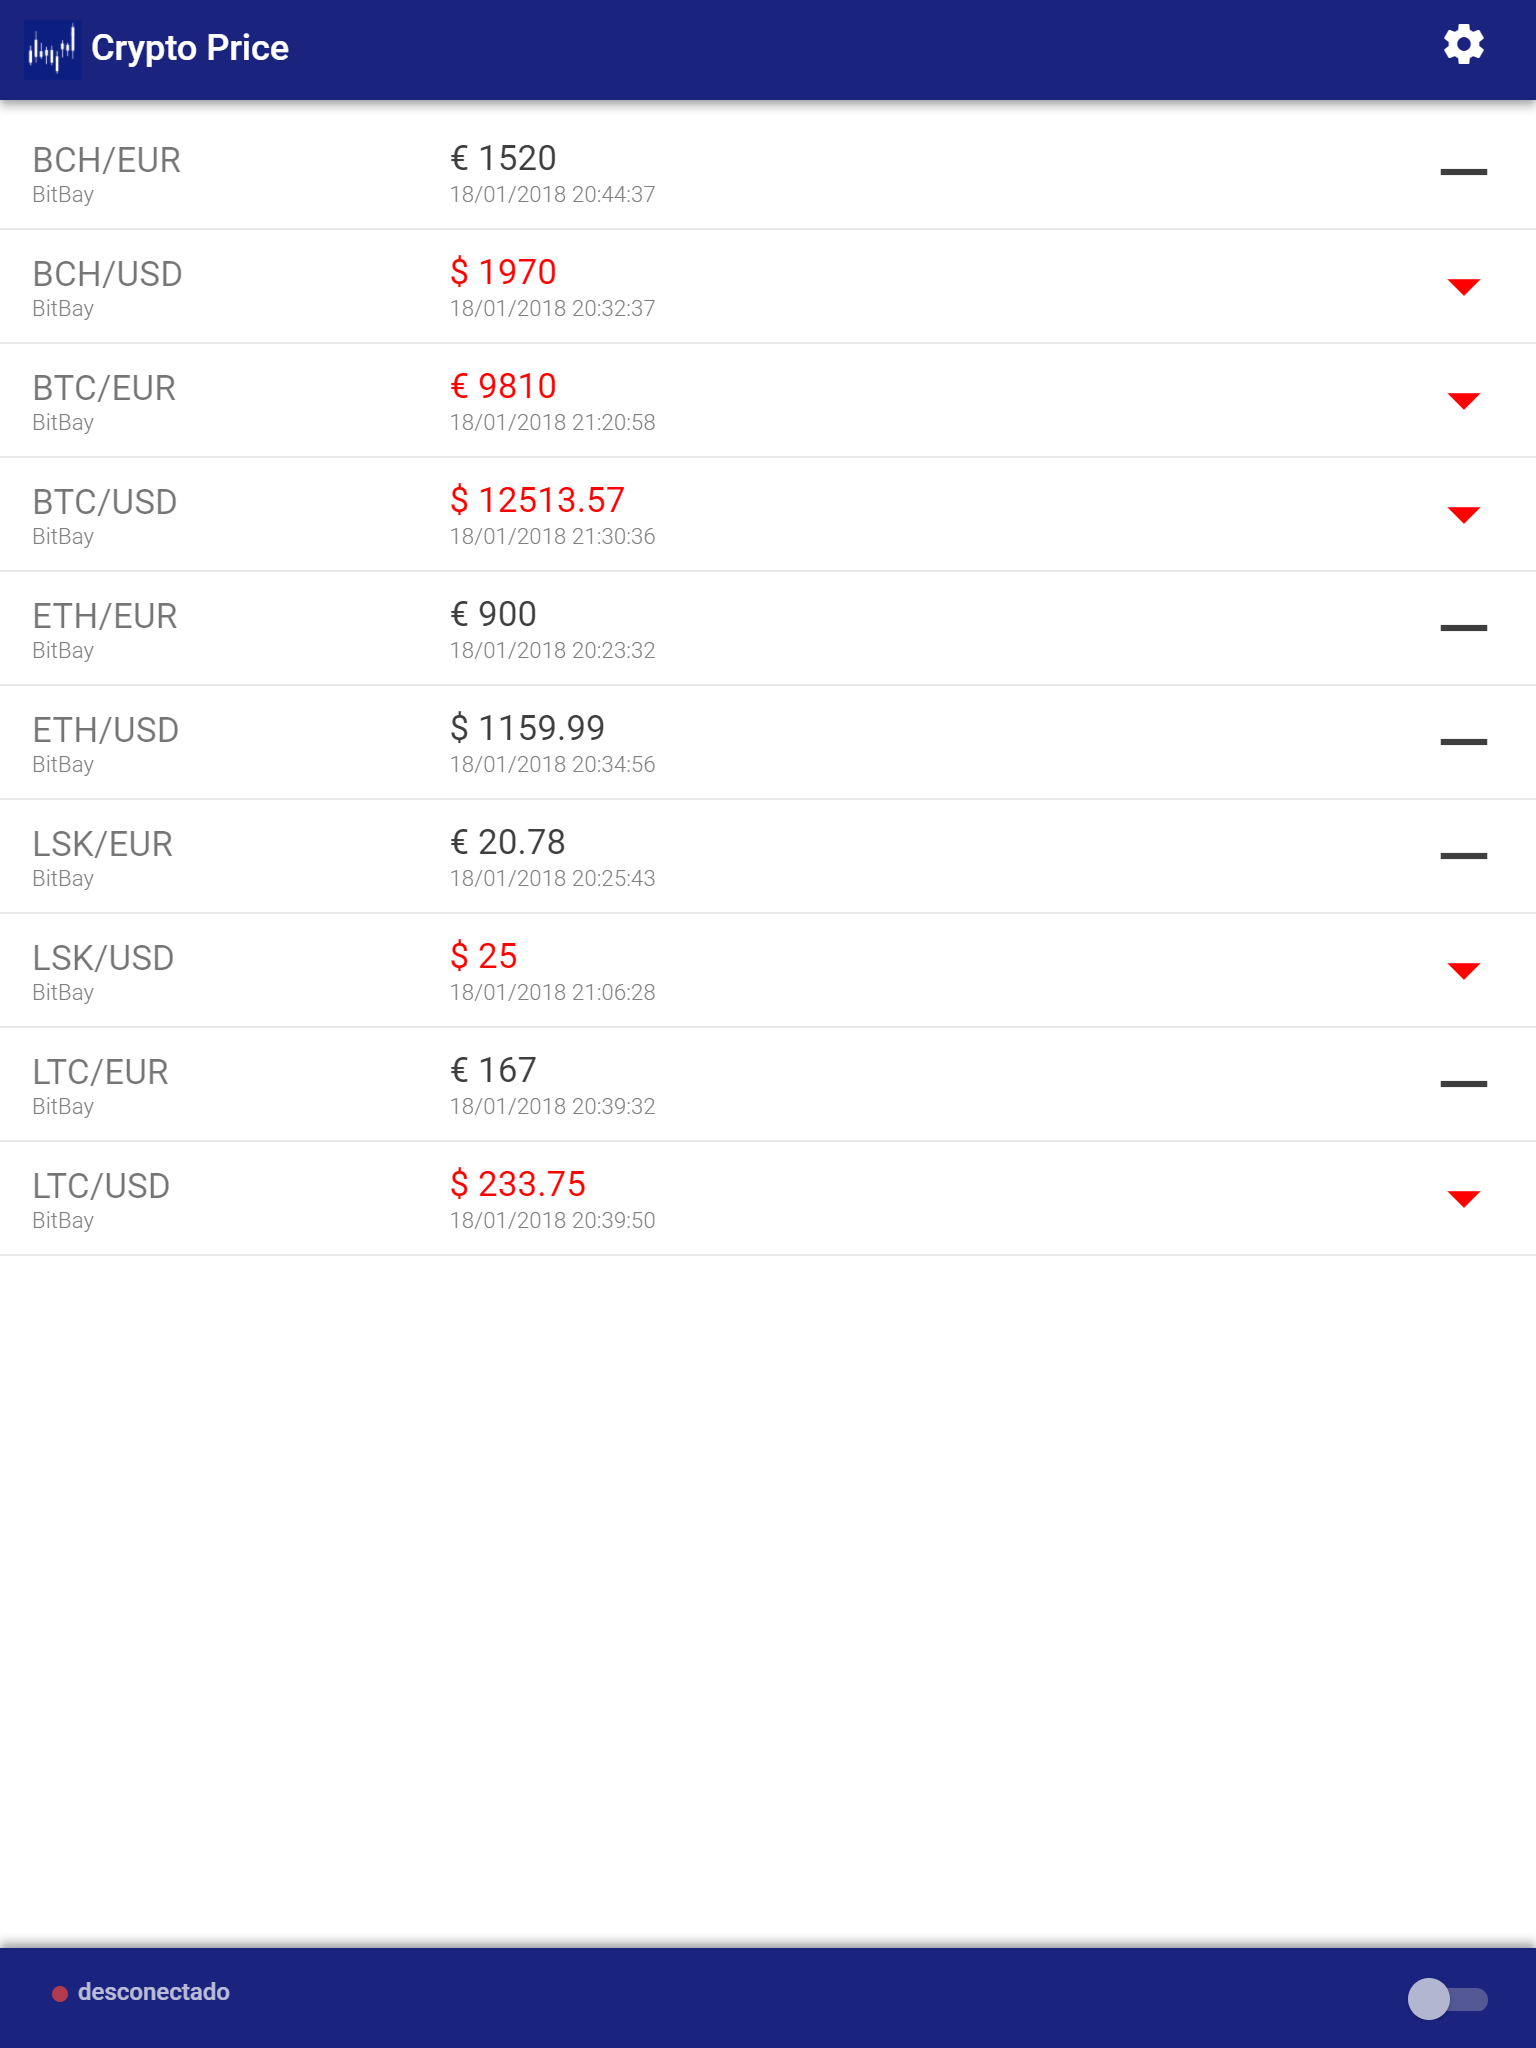 Crypto Price
BCH/EUR € 1520
BitBay 18/01/2018 20:44:37
BCH/USD $ 1970
BitBay 18/01/2018 20:32:37
BTC/EUR € 9810
BitBay 18/01/2018 21:20:58
BTC/USD $ 12513.57
BitBay 18/01/2018 21:30:36
ETH/EUR € 900
BitBay 18/01/2018 20:23:32
ETH/USD $ 1159.99
BitBay 18/01/2018 20:34:56
LSK/EUR € 20.78
BitBay 18/01/2018 20:25:43
LSK/USD $ 25
BitBay 18/01/2018 21:06:28
LTC/EUR € 167
BitBay 18/01/2018 20:39:32
LTC/USD $ 233.75
BitBay 18/01/2018 20:39:50
desconectado